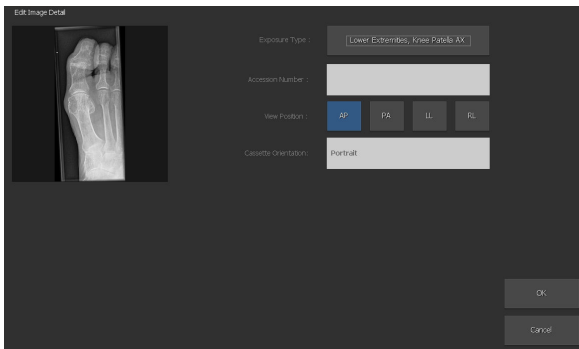 Edit Image Detail
Exposure Type :
Lower Extremities, Knee Patella AX
Accession Number :
View Position :
AP
PA
LL
RL
Cassette Orientation:
Portrait
OK
Cancel